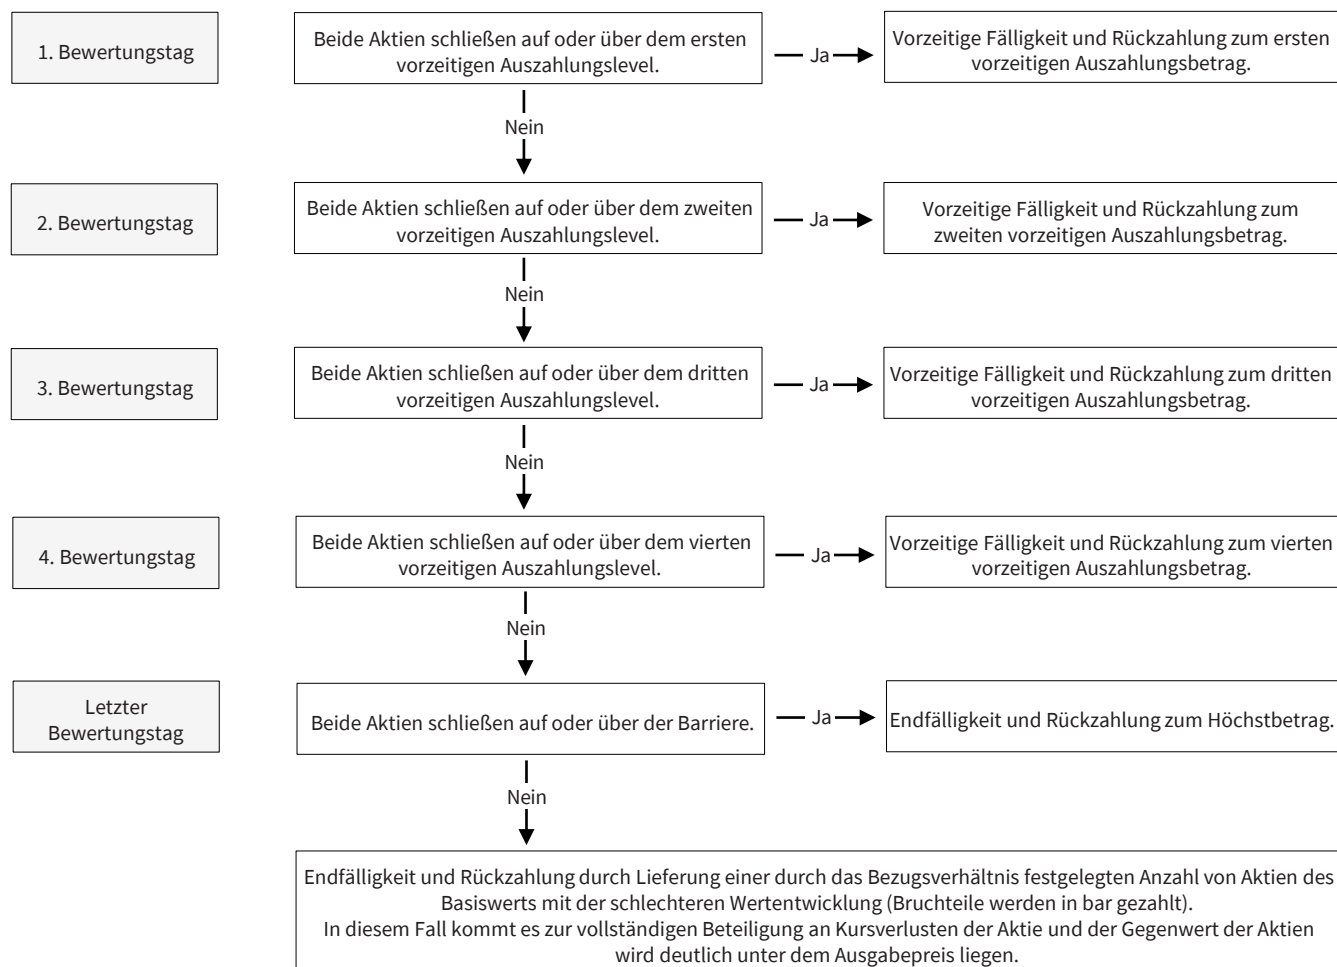 1. Bewertungstag
Beide Aktien schließen auf oder über dem ersten
vorzeitigen Auszahlungslevel.
Ja
Vorzeitige Fälligkeit und Rückzahlung zum ersten
vorzeitigen Auszahlungsbetrag.
Nein
2. Bewertungstag
Beide Aktien schließen auf oder über dem zweiten
vorzeitigen Auszahlungslevel.
Ja
Vorzeitige Fälligkeit und Rückzahlung zum
zweiten vorzeitigen Auszahlungsbetrag.
Nein
3. Bewertungstag
Beide Aktien schließen auf oder über dem dritten
vorzeitigen Auszahlungslevel.
Ja
Vorzeitige Fälligkeit und Rückzahlung zum dritten
vorzeitigen Auszahlungsbetrag.
Nein
4. Bewertungstag
Beide Aktien schließen auf oder über dem vierten
vorzeitigen Auszahlungslevel.
Ja
Vorzeitige Fälligkeit und Rückzahlung zum vierten
vorzeitigen Auszahlungsbetrag.
Nein
Letzter
Bewertungstag
Beide Aktien schließen auf oder über der Barriere.
Ja
Endfälligkeit und Rückzahlung zum Höchstbetrag.
Nein
Endfälligkeit und Rückzahlung durch Lieferung einer durch das Bezugsverhältnis festgelegten Anzahl von Aktien des
Basiswerts mit der schlechteren Wertentwicklung (Bruchteile werden in bar gezahlt).
In diesem Fall kommt es zur vollständigen Beteiligung an Kursverlusten der Aktie und der Gegenwert der Aktien
wird deutlich unter dem Ausgabepreis liegen.